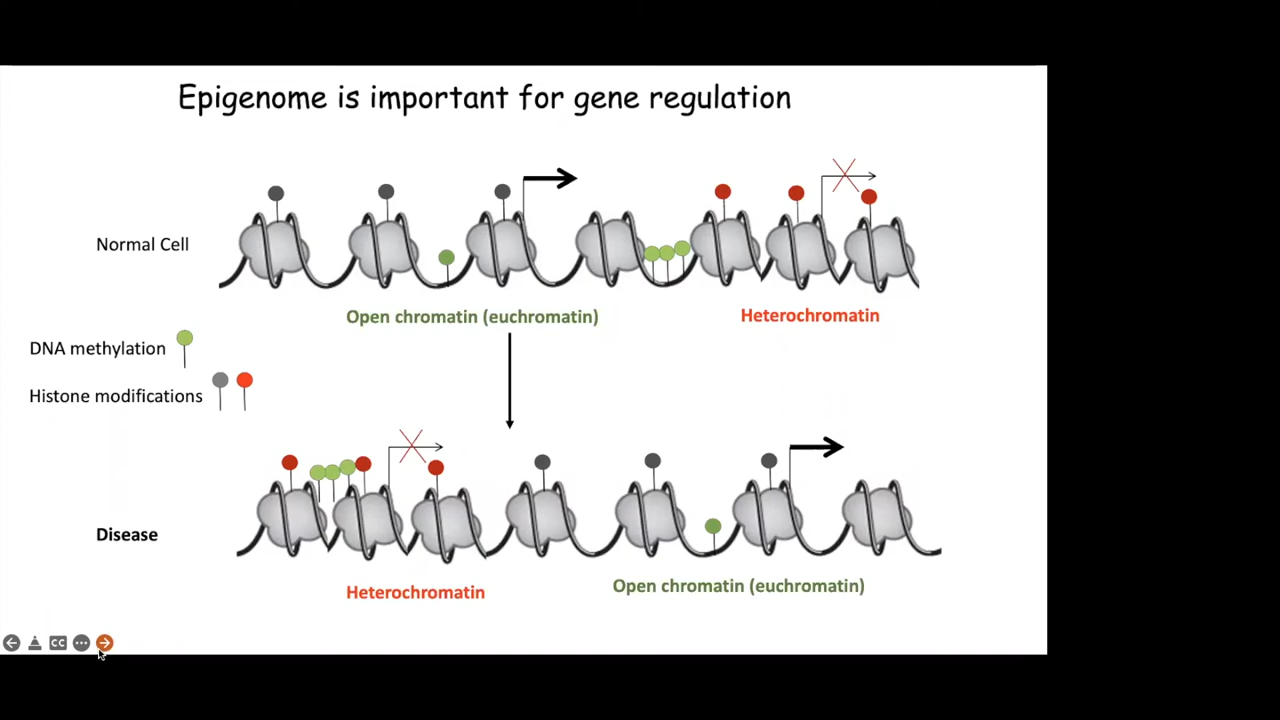 Epigenome is important for gene regulation
Normal Cell
Open chromatin (euchromatin)
Heterochromatin
DNA methylation
Histone modifications
Disease
Heterochromatin
Open chromatin (euchromatin)
CC